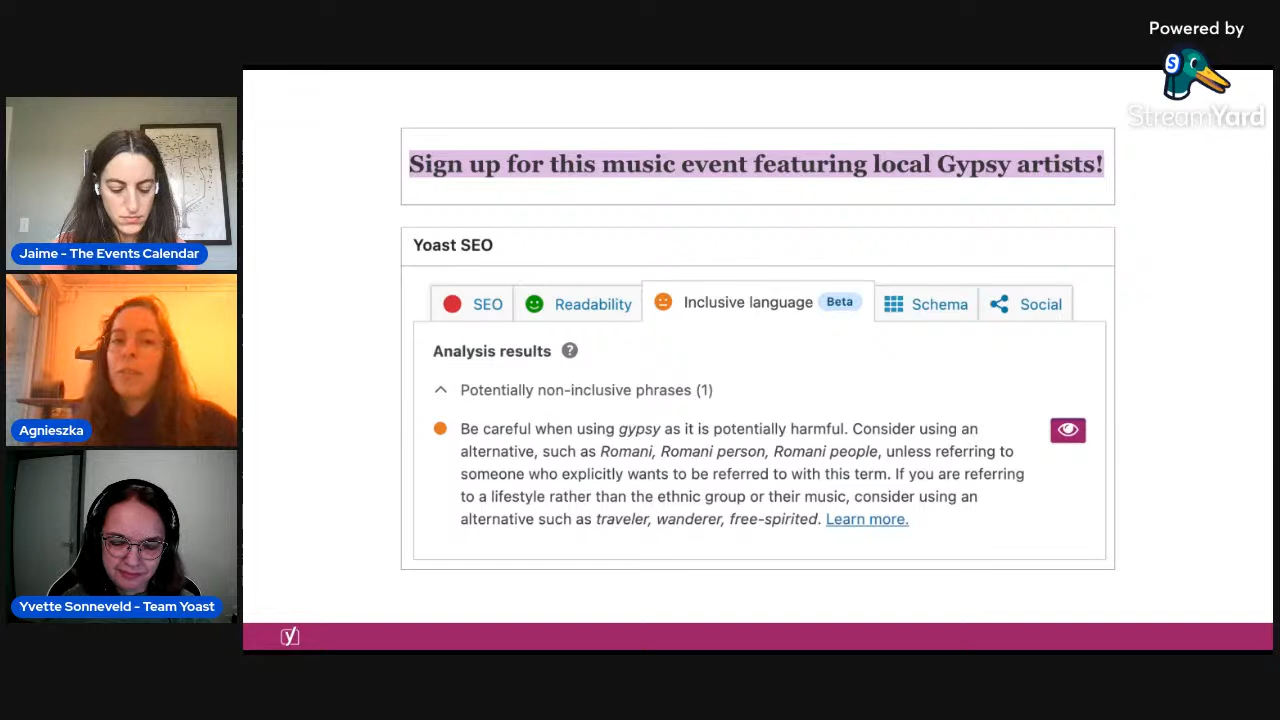 Powered by
S
StreamYard
Jaime - The Events Calendar
Agnieszka
Yvette Sonneveld - Team Yoast
Sign up for this music event featuring local Gypsy artists!
Yoast SEO
SEO
Readability
Inclusive language Beta
Schema
Social
Analysis results ?
Potentially non-inclusive phrases (1)
Be careful when using gypsy as it is potentially harmful. Consider using an
alternative, such as Romani, Romani person, Romani people, unless referring to
someone who explicitly wants to be referred to with this term. If you are referring
to a lifestyle rather than the ethnic group or their music, consider using an
alternative such as traveler, wanderer, free-spirited. Learn more.
y